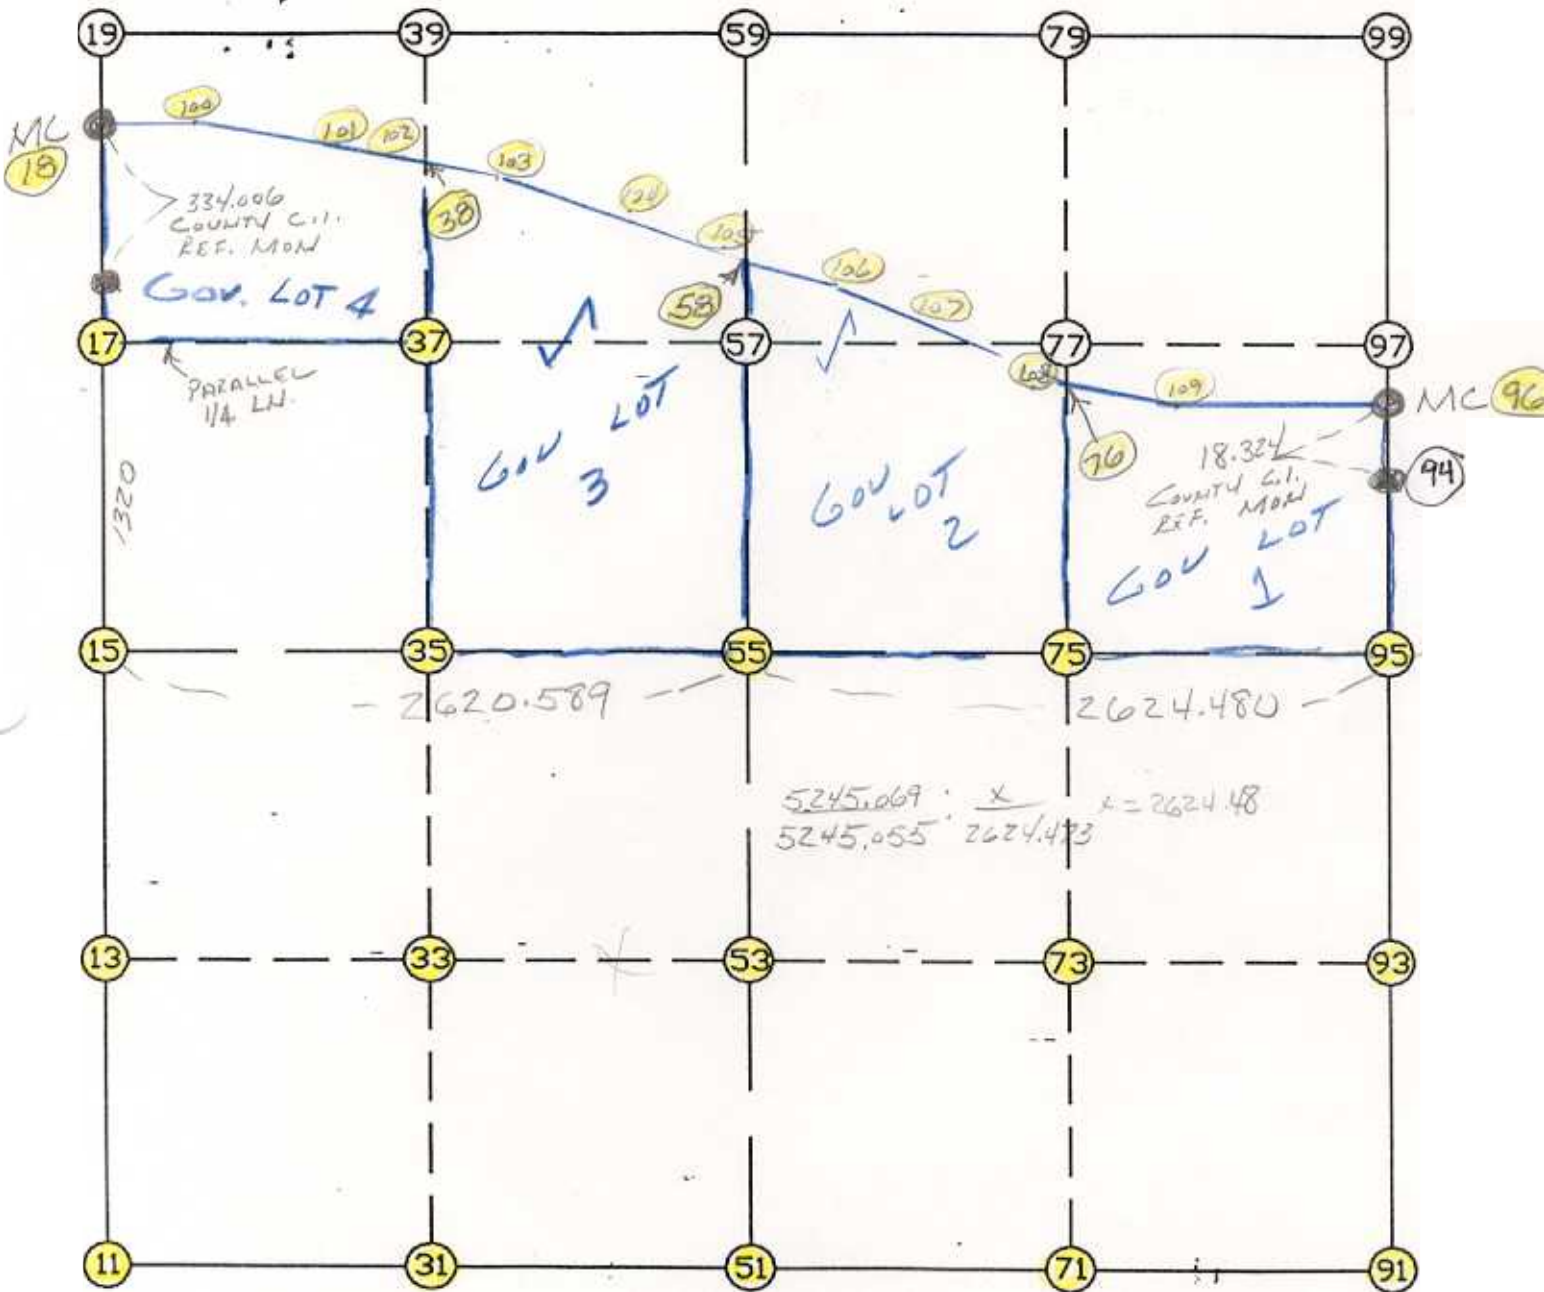 19 39 59 79 99
100
101 102
103
MC
18
334.006
COUNTY C.I.
REF. MON
38
104
105
106
107
58
GOV. LOT 4
17 37 57 77 97
PARALLEL
1/4 LN.
108
109
MC 96
76
18.324
COUNTY C.I.
REF. MON
94
1320
GOV LOT
3
GOV LOT
2
GOV LOT
1
15 35 55 75 95
2620.589 2624.480
5245.069 : x x = 2624.48
5245.055 2624.473
13 33 53 73 93
11 31 51 71 91